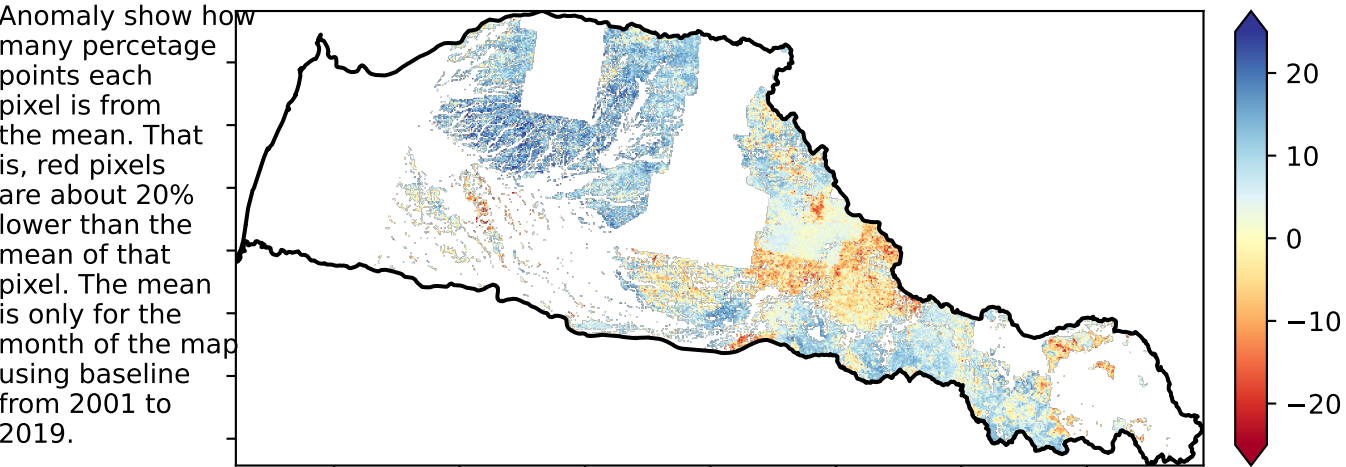 Anomaly show how
many percetage
points each
pixel is from
the mean. That
is, red pixels
are about 20%
lower than the
mean of that
pixel. The mean
is only for the
month of the map
using baseline
from 2001 to
2019.
20
10
0
−10
−20